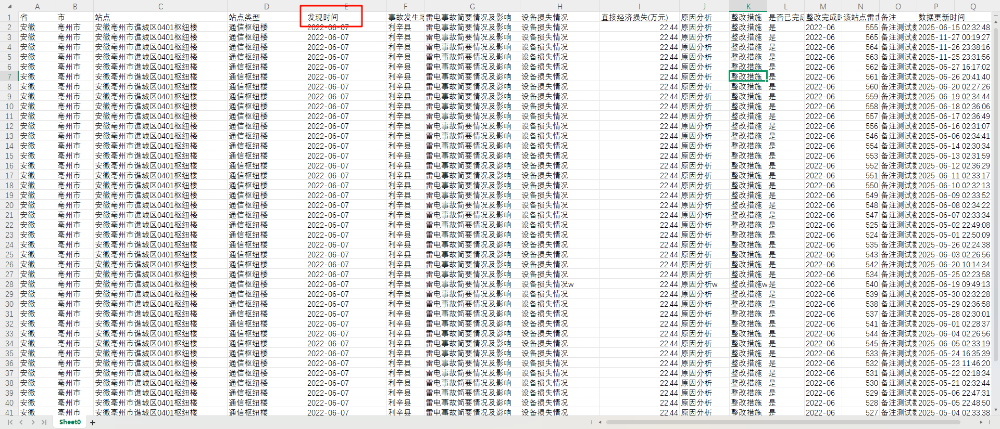 A B C D E F G H I J K L M N O P Q
1 省 市 站点 站点类型 发现时间 事故发生地 雷电事故简要情况及影响 设备损失情况 直接经济损失(万元) 原因分析 整改措施 是否已完成 整改完成时 该站点雷击 备注 数据更新时间
2 安徽 亳州市 安徽亳州市谯城区0401枢纽楼 通信枢纽楼 2022-06-07 利辛县 雷电事故简要情况及影响 设备损失情况 22.44 原因分析 整改措施 是 2022-06 555 备注测试数 2025-06-15 02:32:48
3 安徽 亳州市 安徽亳州市谯城区0401枢纽楼 通信枢纽楼 2022-06-07 利辛县 雷电事故简要情况及影响 设备损失情况 22.44 原因分析 整改措施 是 2022-06 565 备注测试数 2025-11-27 00:19:27
4 安徽 亳州市 安徽亳州市谯城区0401枢纽楼 通信枢纽楼 2022-06-07 利辛县 雷电事故简要情况及影响 设备损失情况 22.44 原因分析 整改措施 是 2022-06 564 备注测试数 2025-11-26 23:38:16
5 安徽 亳州市 安徽亳州市谯城区0401枢纽楼 通信枢纽楼 2022-06-07 利辛县 雷电事故简要情况及影响 设备损失情况 22.44 原因分析 整改措施 是 2022-06 563 备注测试数 2025-11-25 23:31:56
6 安徽 亳州市 安徽亳州市谯城区0401枢纽楼 通信枢纽楼 2022-06-07 利辛县 雷电事故简要情况及影响 设备损失情况 22.44 原因分析 整改措施 是 2022-06 562 备注测试数 2025-06-27 16:17:02
7 安徽 亳州市 安徽亳州市谯城区0401枢纽楼 通信枢纽楼 2022-06-07 利辛县 雷电事故简要情况及影响 设备损失情况 22.44 原因分析 整改措施 是 2022-06 561 备注测试数 2025-06-26 20:41:40
8 安徽 亳州市 安徽亳州市谯城区0401枢纽楼 通信枢纽楼 2022-06-07 利辛县 雷电事故简要情况及影响 设备损失情况 22.44 原因分析 整改措施 是 2022-06 560 备注测试数 2025-06-20 02:27:26
9 安徽 亳州市 安徽亳州市谯城区0401枢纽楼 通信枢纽楼 2022-06-07 利辛县 雷电事故简要情况及影响 设备损失情况 22.44 原因分析 整改措施 是 2022-06 559 备注测试数 2025-06-19 02:34:44
10 安徽 亳州市 安徽亳州市谯城区0401枢纽楼 通信枢纽楼 2022-06-07 利辛县 雷电事故简要情况及影响 设备损失情况 22.44 原因分析 整改措施 是 2022-06 558 备注测试数 2025-06-18 02:36:06
11 安徽 亳州市 安徽亳州市谯城区0401枢纽楼 通信枢纽楼 2022-06-07 利辛县 雷电事故简要情况及影响 设备损失情况 22.44 原因分析 整改措施 是 2022-06 557 备注测试数 2025-06-17 02:36:49
12 安徽 亳州市 安徽亳州市谯城区0401枢纽楼 通信枢纽楼 2022-06-07 利辛县 雷电事故简要情况及影响 设备损失情况 22.44 原因分析 整改措施 是 2022-06 556 备注测试数 2025-06-16 02:31:07
13 安徽 亳州市 安徽亳州市谯城区0401枢纽楼 通信枢纽楼 2022-06-07 利辛县 雷电事故简要情况及影响 设备损失情况 22.44 原因分析 整改措施 是 2022-06 546 备注测试数 2025-06-06 02:34:41
14 安徽 亳州市 安徽亳州市谯城区0401枢纽楼 通信枢纽楼 2022-06-07 利辛县 雷电事故简要情况及影响 设备损失情况 22.44 原因分析 整改措施 是 2022-06 554 备注测试数 2025-06-14 02:30:34
15 安徽 亳州市 安徽亳州市谯城区0401枢纽楼 通信枢纽楼 2022-06-07 利辛县 雷电事故简要情况及影响 设备损失情况 22.44 原因分析 整改措施 是 2022-06 553 备注测试数 2025-06-13 02:31:59
16 安徽 亳州市 安徽亳州市谯城区0401枢纽楼 通信枢纽楼 2022-06-07 利辛县 雷电事故简要情况及影响 设备损失情况 22.44 原因分析 整改措施 是 2022-06 552 备注测试数 2025-06-12 02:36:29
17 安徽 亳州市 安徽亳州市谯城区0401枢纽楼 通信枢纽楼 2022-06-07 利辛县 雷电事故简要情况及影响 设备损失情况 22.44 原因分析 整改措施 是 2022-06 551 备注测试数 2025-06-11 02:33:17
18 安徽 亳州市 安徽亳州市谯城区0401枢纽楼 通信枢纽楼 2022-06-07 利辛县 雷电事故简要情况及影响 设备损失情况 22.44 原因分析 整改措施 是 2022-06 550 备注测试数 2025-06-10 02:32:13
19 安徽 亳州市 安徽亳州市谯城区0401枢纽楼 通信枢纽楼 2022-06-07 利辛县 雷电事故简要情况及影响 设备损失情况 22.44 原因分析 整改措施 是 2022-06 549 备注测试数 2025-06-09 02:33:52
20 安徽 亳州市 安徽亳州市谯城区0401枢纽楼 通信枢纽楼 2022-06-07 利辛县 雷电事故简要情况及影响 设备损失情况 22.44 原因分析 整改措施 是 2022-06 548 备注测试数 2025-06-08 02:34:22
21 安徽 亳州市 安徽亳州市谯城区0401枢纽楼 通信枢纽楼 2022-06-07 利辛县 雷电事故简要情况及影响 设备损失情况 22.44 原因分析 整改措施 是 2022-06 547 备注测试数 2025-06-07 02:33:34
22 安徽 亳州市 安徽亳州市谯城区0401枢纽楼 通信枢纽楼 2022-06-07 利辛县 雷电事故简要情况及影响 设备损失情况 22.44 原因分析 整改措施 是 2022-06 525 备注测试数 2025-05-02 22:49:08
23 安徽 亳州市 安徽亳州市谯城区0401枢纽楼 通信枢纽楼 2022-06-07 利辛县 雷电事故简要情况及影响 设备损失情况 22.44 原因分析 整改措施 是 2022-06 524 备注测试数 2025-05-01 22:50:09
24 安徽 亳州市 安徽亳州市谯城区0401枢纽楼 通信枢纽楼 2022-06-07 利辛县 雷电事故简要情况及影响 设备损失情况 22.44 原因分析 整改措施 是 2022-06 535 备注测试数 2025-05-26 02:24:38
25 安徽 亳州市 安徽亳州市谯城区0401枢纽楼 通信枢纽楼 2022-06-07 利辛县 雷电事故简要情况及影响 设备损失情况 22.44 原因分析 整改措施 是 2022-06 543 备注测试数 2025-06-03 02:26:56
26 安徽 亳州市 安徽亳州市谯城区0401枢纽楼 通信枢纽楼 2022-06-07 利辛县 雷电事故简要情况及影响 设备损失情况 22.44 原因分析 整改措施 是 2022-06 542 备注测试数 2025-06-20 10:14:34
27 安徽 亳州市 安徽亳州市谯城区0401枢纽楼 通信枢纽楼 2022-06-07 利辛县 雷电事故简要情况及影响 设备损失情况 22.44 原因分析 整改措施 是 2022-06 534 备注测试数 2025-05-25 02:23:58
28 安徽 亳州市 安徽亳州市谯城区0401枢纽楼 通信枢纽楼 2022-06-07 利辛县 雷电事故简要情况及影响 设备损失情况w 22.44 原因分析w 整改措施w 是 2022-06 540 备注测试数 2025-06-19 09:49:13
29 安徽 亳州市 安徽亳州市谯城区0401枢纽楼 通信枢纽楼 2022-06-07 利辛县 雷电事故简要情况及影响 设备损失情况 22.44 原因分析 整改措施 是 2022-06 539 备注测试数 2025-05-30 02:32:28
30 安徽 亳州市 安徽亳州市谯城区0401枢纽楼 通信枢纽楼 2022-06-07 利辛县 雷电事故简要情况及影响 设备损失情况 22.44 原因分析 整改措施 是 2022-06 538 备注测试数 2025-05-29 02:36:58
31 安徽 亳州市 安徽亳州市谯城区0401枢纽楼 通信枢纽楼 2022-06-07 利辛县 雷电事故简要情况及影响 设备损失情况 22.44 原因分析 整改措施 是 2022-06 537 备注测试数 2025-05-28 02:30:01
32 安徽 亳州市 安徽亳州市谯城区0401枢纽楼 通信枢纽楼 2022-06-07 利辛县 雷电事故简要情况及影响 设备损失情况 22.44 原因分析 整改措施 是 2022-06 541 备注测试数 2025-06-01 02:28:37
33 安徽 亳州市 安徽亳州市谯城区0401枢纽楼 通信枢纽楼 2022-06-07 利辛县 雷电事故简要情况及影响 设备损失情况 22.44 原因分析 整改措施 是 2022-06 544 备注测试数 2025-06-04 02:26:56
34 安徽 亳州市 安徽亳州市谯城区0401枢纽楼 通信枢纽楼 2022-06-07 利辛县 雷电事故简要情况及影响 设备损失情况 22.44 原因分析 整改措施 是 2022-06 545 备注测试数 2025-06-05 02:33:19
35 安徽 亳州市 安徽亳州市谯城区0401枢纽楼 通信枢纽楼 2022-06-07 利辛县 雷电事故简要情况及影响 设备损失情况 22.44 原因分析 整改措施 是 2022-06 533 备注测试数 2025-05-24 16:35:39
36 安徽 亳州市 安徽亳州市谯城区0401枢纽楼 通信枢纽楼 2022-06-07 利辛县 雷电事故简要情况及影响 设备损失情况 22.44 原因分析 整改措施 是 2022-06 532 备注测试数 2025-05-23 11:46:20
37 安徽 亳州市 安徽亳州市谯城区0401枢纽楼 通信枢纽楼 2022-06-07 利辛县 雷电事故简要情况及影响 设备损失情况 22.44 原因分析 整改措施 是 2022-06 531 备注测试数 2025-05-22 02:18:34
38 安徽 亳州市 安徽亳州市谯城区0401枢纽楼 通信枢纽楼 2022-06-07 利辛县 雷电事故简要情况及影响 设备损失情况 22.44 原因分析 整改措施 是 2022-06 530 备注测试数 2025-05-21 02:32:44
39 安徽 亳州市 安徽亳州市谯城区0401枢纽楼 通信枢纽楼 2022-06-07 利辛县 雷电事故简要情况及影响 设备损失情况 22.44 原因分析 整改措施 是 2022-06 529 备注测试数 2025-05-06 22:47:31
40 安徽 亳州市 安徽亳州市谯城区0401枢纽楼 通信枢纽楼 2022-06-07 利辛县 雷电事故简要情况及影响 设备损失情况 22.44 原因分析 整改措施 是 2022-06 528 备注测试数 2025-05-05 22:48:50
41 安徽 亳州市 安徽亳州市谯城区0401枢纽楼 通信枢纽楼 2022-06-07 利辛县 雷电事故简要情况及影响 设备损失情况 22.44 原因分析 整改措施 是 2022-06 527 备注测试数 2025-05-04 02:33:38
Sheet0